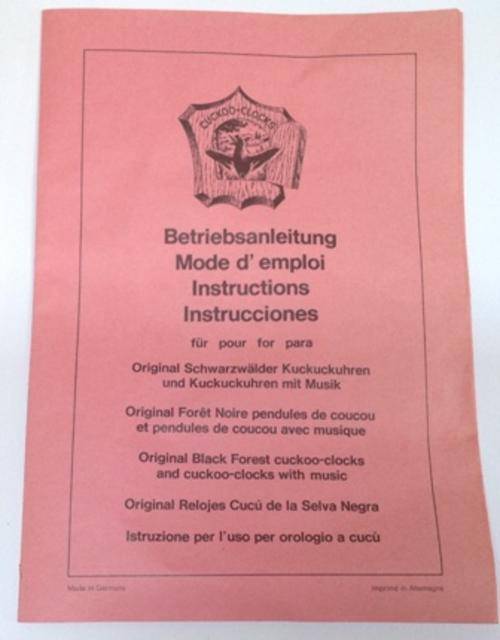 CUCKOO-CLOCKS
Betriebsanleitung
Mode d' emploi
Instructions
Instrucciones
für pour for para
Original Schwarzwälder Kuckuckuhren
und Kuckuckuhren mit Musik
Original Forêt Noire pendules de coucou
et pendules de coucou avec musique
Original Black Forest cuckoo-clocks
and cuckoo-clocks with music
Original Relojes Cucú de la Selva Negra
Istruzione per l'uso per orologio a cucù
Made in Germany
Imprimé in Allemagne